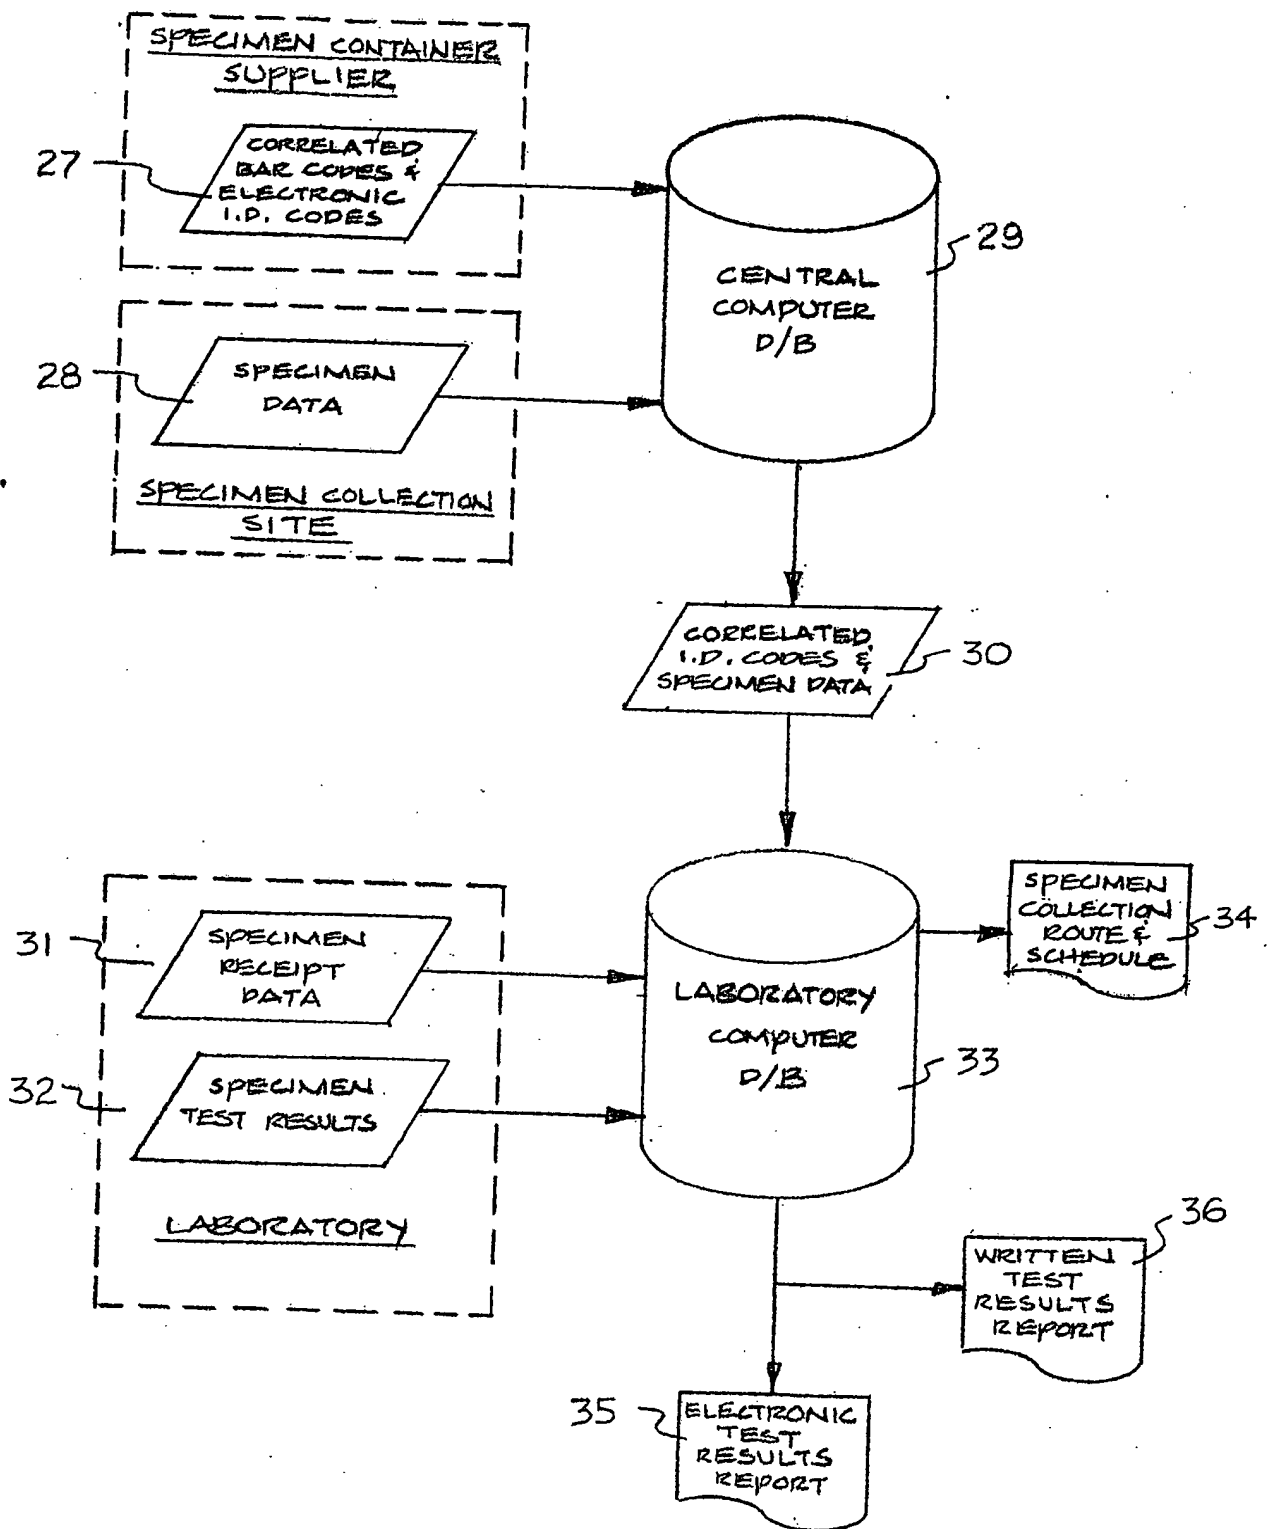 SPECIMEN CONTAINER
SUPPLIER
27
CORRELATED
BAR CODES &
ELECTRONIC
I.D. CODES
28
SPECIMEN
DATA
SPECIMEN COLLECTION
SITE
29
CENTRAL
COMPUTER
D/B
CORRELATED
I.D. CODES &
SPECIMEN DATA
30
31
SPECIMEN
RECEIPT
DATA
32
SPECIMEN
TEST RESULTS
LABORATORY
LABORATORY
COMPUTER
D/B
33
SPECIMEN
COLLECTION
ROUTE &
SCHEDULE
34
36
WRITTEN
TEST
RESULTS
REPORT
35
ELECTRONIC
TEST
RESULTS
REPORT